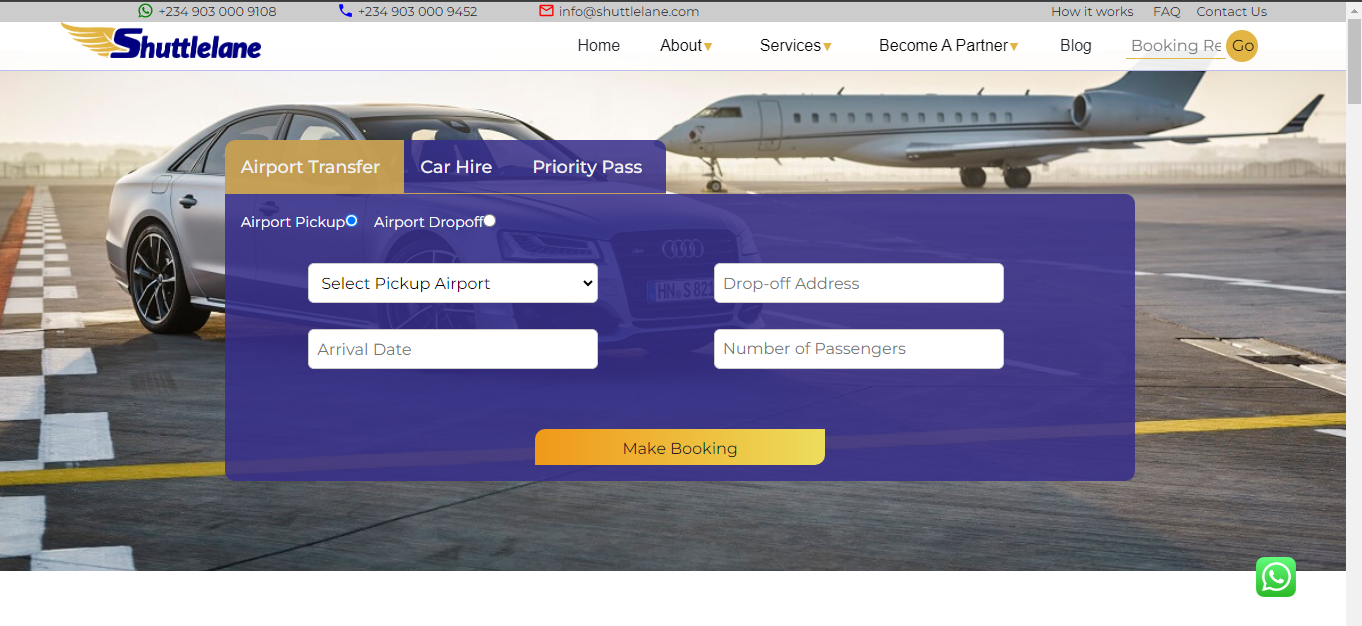 +234 903 000 9108 +234 903 000 9452 info@shuttlelane.com How it works FAQ Contact Us
Shuttlelane Home About▼ Services▼ Become A Partner▼ Blog Booking Re Go
Airport Transfer Car Hire Priority Pass
Airport Pickup Airport Dropoff
Select Pickup Airport Drop-off Address
HN S 821
Arrival Date Number of Passengers
Make Booking